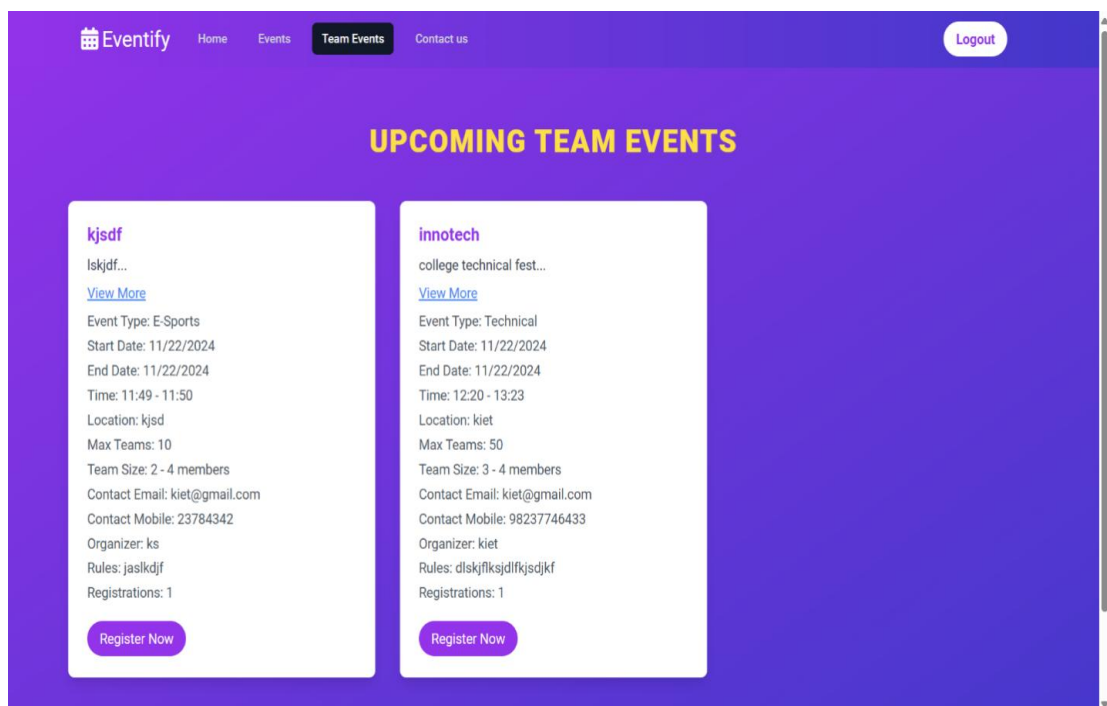 Eventify Home Events Team Events Contact us Logout
UPCOMING TEAM EVENTS
kjsdf
lskjdf...
View More
Event Type: E-Sports
Start Date: 11/22/2024
End Date: 11/22/2024
Time: 11:49 - 11:50
Location: kjsd
Max Teams: 10
Team Size: 2 - 4 members
Contact Email: kiet@gmail.com
Contact Mobile: 23784342
Organizer: ks
Rules: jaslkdjf
Registrations: 1
Register Now
innotech
college technical fest...
View More
Event Type: Technical
Start Date: 11/22/2024
End Date: 11/22/2024
Time: 12:20 - 13:23
Location: kiet
Max Teams: 50
Team Size: 3 - 4 members
Contact Email: kiet@gmail.com
Contact Mobile: 98237746433
Organizer: kiet
Rules: dlskjflksjdlfkjsdjkf
Registrations: 1
Register Now